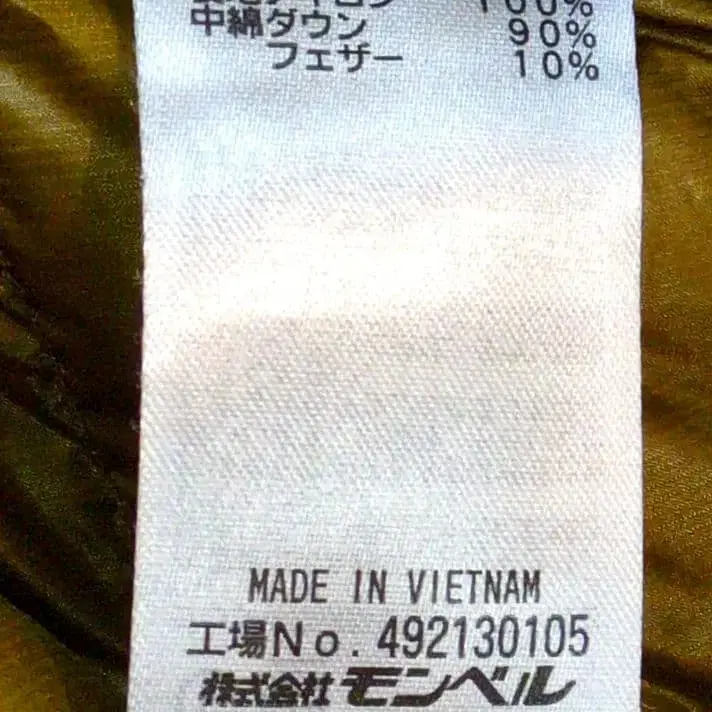 100%
中綿ダウン 90%
フェザー 10%
MADE IN VIETNAM
工場No. 492130105
株式会社モンベル